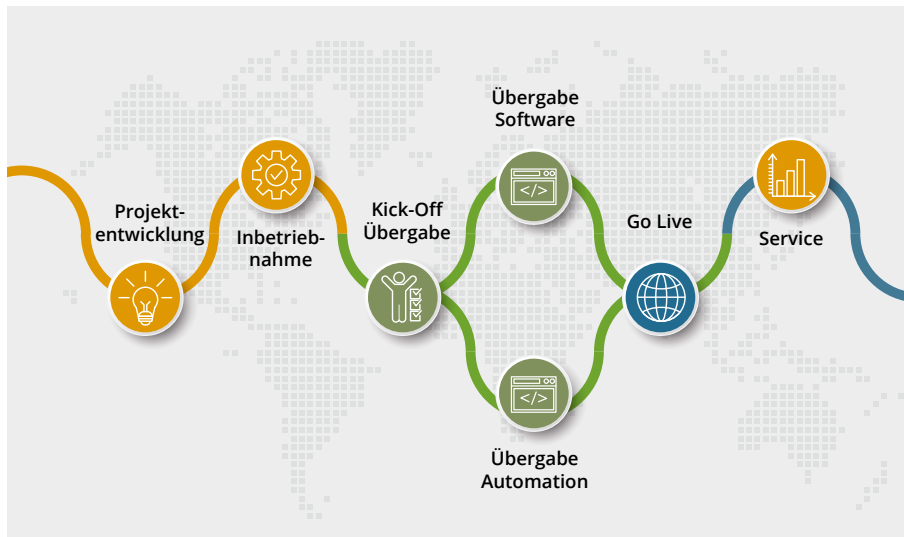 Projekt-
entwicklung
Inbetrieb-
nahme
Kick-Off
Übergabe
Übergabe
Software
</>
Übergabe
Automation
</>
Go Live
Service